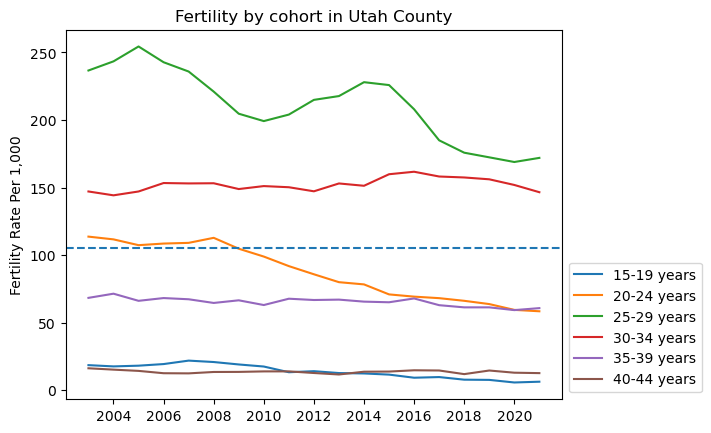 Fertility by cohort in Utah County
Fertility Rate Per 1,000
250
200
150
100
50
0
2004 2006 2008 2010 2012 2014 2016 2018 2020
15-19 years
20-24 years
25-29 years
30-34 years
35-39 years
40-44 years